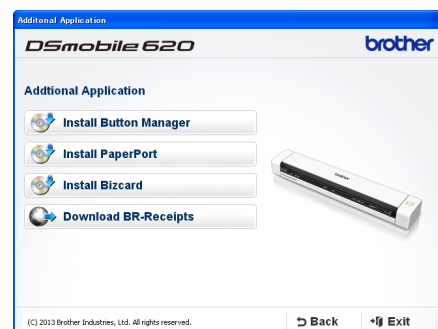 Additonal Application
DSmobile 620
brother
Addtional Application
Install Button Manager
Install PaperPort
Install Bizcard
Download BR-Receipts
brother
(C) 2013 Brother Industries, Ltd. All rights reserved.
Back
Exit